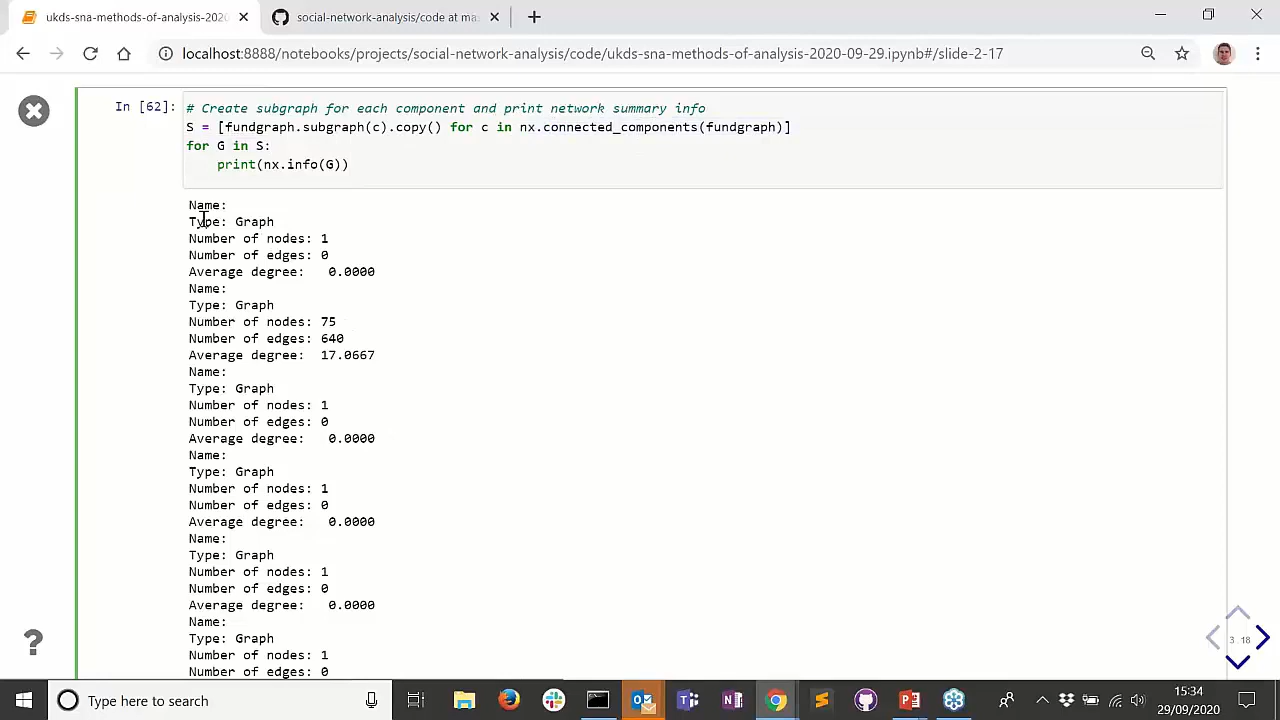 ukds-sna-methods-of-analysis-2020
social-network-analysis/code at ma
localhost:8888/notebooks/projects/social-network-analysis/code/ukds-sna-methods-of-analysis-2020-09-29.ipynb#/slide-2-17
In [62]:
# Create subgraph for each component and print network summary info
S = [fundgraph.subgraph(c).copy() for c in nx.connected_components(fundgraph)]
for G in S:
print(nx.info(G))
Name:
Type: Graph
Number of nodes: 1
Number of edges: 0
Average degree: 0.0000
Name:
Type: Graph
Number of nodes: 75
Number of edges: 640
Average degree: 17.0667
Name:
Type: Graph
Number of nodes: 1
Number of edges: 0
Average degree: 0.0000
Name:
Type: Graph
Number of nodes: 1
Number of edges: 0
Average degree: 0.0000
Name:
Type: Graph
Number of nodes: 1
Number of edges: 0
Average degree: 0.0000
Name:
Type: Graph
Number of nodes: 1
Number of edges: 0
3 18
Type here to search
15:34
29/09/2020